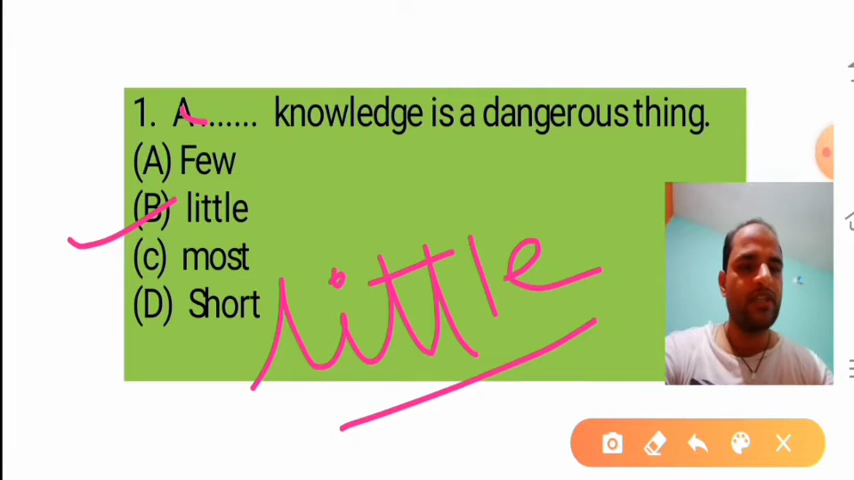 1. A ....... knowledge is a dangerous thing.
(A) Few
(B) little
(c) most
(D) Short
little